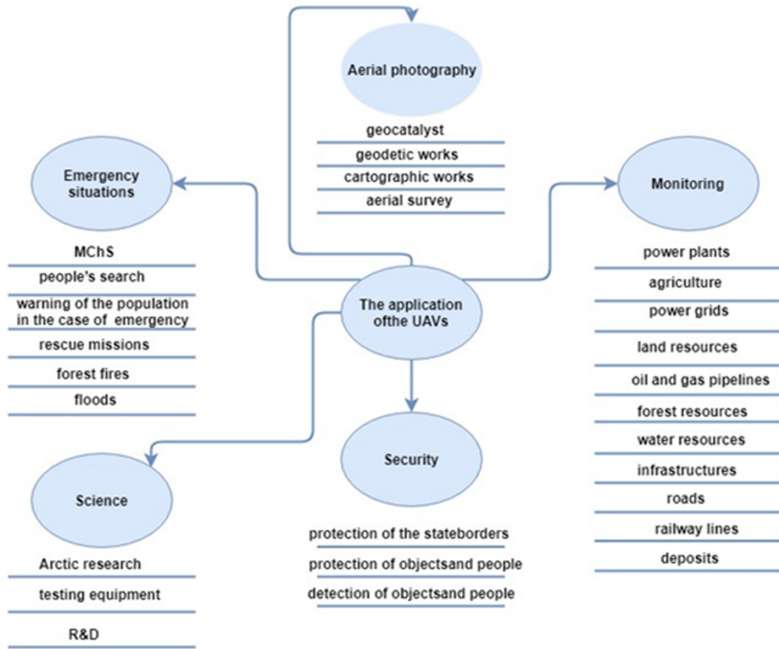 Aerial photography
geocatalyst
geodetic works
cartographic works
aerial survey
Emergency
situations
MChS
people's search
warning of the population
in the case of emergency
rescue missions
forest fires
floods
Monitoring
power plants
agriculture
power grids
land resources
oil and gas pipelines
forest resources
water resources
infrastructures
roads
railway lines
deposits
The application
ofthe UAVs
Science
Arctic research
testing equipment
R&D
Security
protection of the stateborders
protection of objectsand people
detection of objectsand people